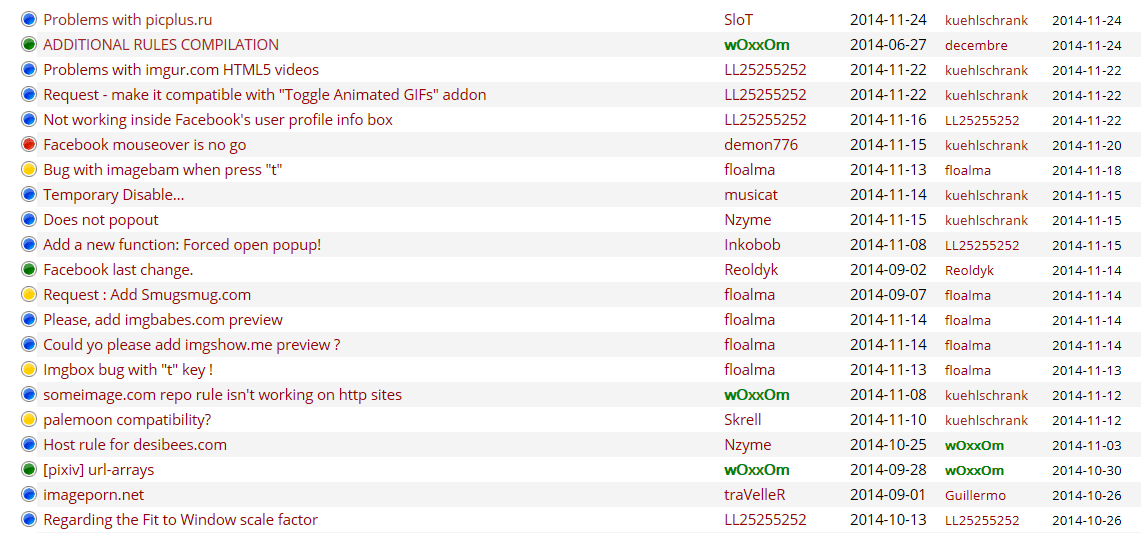 Problems with picplus.ru SloT 2014-11-24 kuehlschrank 2014-11-24
ADDITIONAL RULES COMPILATION wOxxOm 2014-06-27 decembre 2014-11-24
Problems with imgur.com HTML5 videos LL25255252 2014-11-22 kuehlschrank 2014-11-22
Request - make it compatible with "Toggle Animated GIFs" addon LL25255252 2014-11-22 kuehlschrank 2014-11-22
Not working inside Facebook's user profile info box LL25255252 2014-11-16 LL25255252 2014-11-22
Facebook mouseover is no go demon776 2014-11-15 kuehlschrank 2014-11-20
Bug with imagebam when press "t" floalma 2014-11-13 floalma 2014-11-18
Temporary Disable... musicat 2014-11-14 kuehlschrank 2014-11-15
Does not popout Nzyme 2014-11-15 kuehlschrank 2014-11-15
Add a new function: Forced open popup! Inkobob 2014-11-08 LL25255252 2014-11-15
Facebook last change. Reoldyk 2014-09-02 Reoldyk 2014-11-14
Request : Add Smugsmug.com floalma 2014-09-07 floalma 2014-11-14
Please, add imgbabes.com preview floalma 2014-11-14 floalma 2014-11-14
Could yo please add imgshow.me preview ? floalma 2014-11-14 floalma 2014-11-14
Imgbox bug with "t" key ! floalma 2014-11-13 floalma 2014-11-13
someimage.com repo rule isn't working on http sites wOxxOm 2014-11-08 kuehlschrank 2014-11-12
palemoon compatibility? Skrell 2014-11-10 kuehlschrank 2014-11-12
Host rule for desibees.com Nzyme 2014-10-25 wOxxOm 2014-11-03
[pixiv] url-arrays wOxxOm 2014-09-28 wOxxOm 2014-10-30
imageporn.net traVelleR 2014-09-01 Guillermo 2014-10-26
Regarding the Fit to Window scale factor LL25255252 2014-10-13 LL25255252 2014-10-26